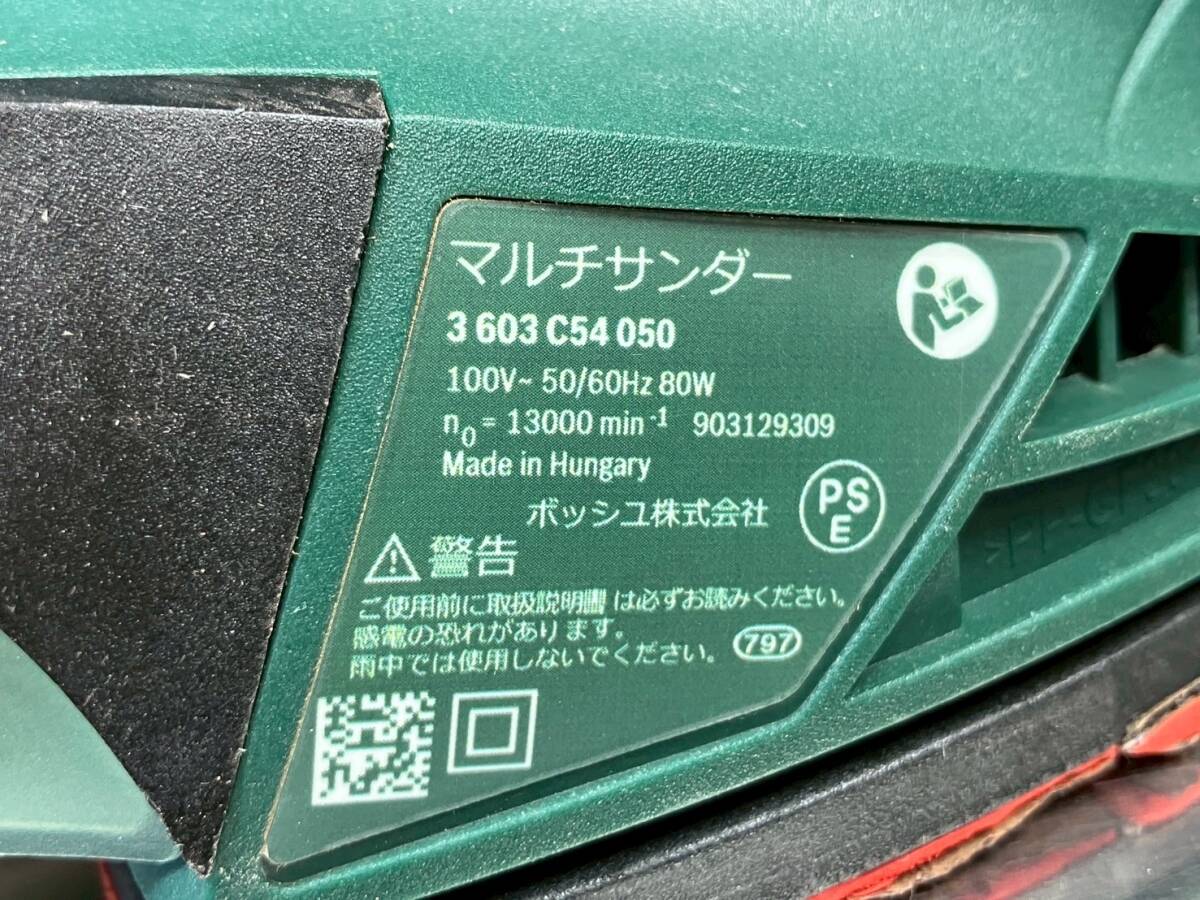 マルチサンダー
3 603 C54 050
100V~ 50/60Hz 80W
n0 = 13000 min-1 903129309
Made in Hungary
ボッシュ株式会社
PS
E
警告
ご使用前に取扱説明書は必ずお読みください。
感電の恐れがあります。
雨中では使用しないでください。
797